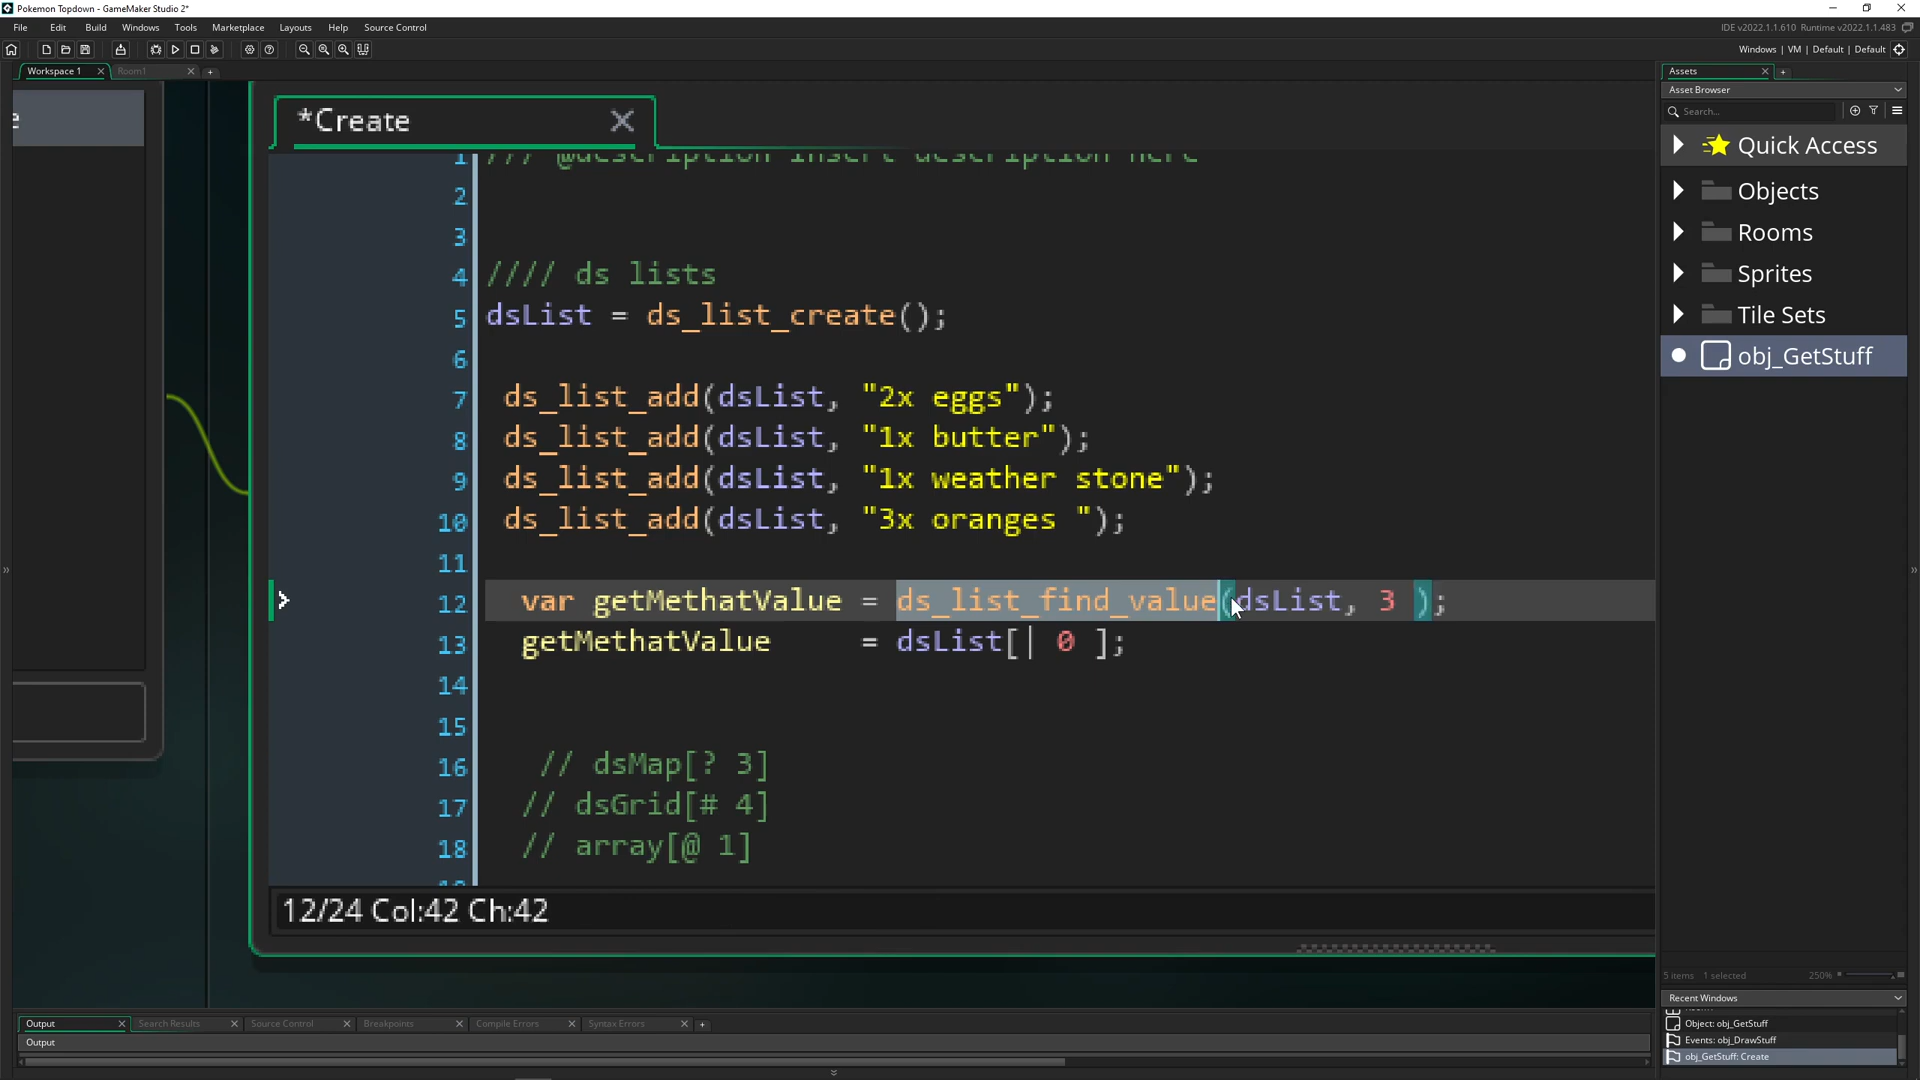 Pokemon Topdown - GameMaker Studio 2*
File Edit Build Windows Tools Marketplace Layouts Help Source Control
IDE v2022.1.1.610 Runtime v2022.1.1.483
Windows | VM | Default | Default
Workspace 1
Room1
*Create
1 /// @description Insert description here
2
3
4 //// ds lists
5 dsList = ds_list_create();
6
7 ds_list_add(dsList, "2x eggs");
8 ds_list_add(dsList, "1x butter");
9 ds_list_add(dsList, "1x weather stone");
10 ds_list_add(dsList, "3x oranges ");
11
12 var getMethatValue = ds_list_find_value(dsList, 3 );
13 getMethatValue = dsList[| 0 ];
14
15
16 // dsMap[? 3]
17 // dsGrid[# 4]
18 // array[@ 1]
12/24 Col:42 Ch:42
Assets
Asset Browser
Search...
Quick Access
Objects
Rooms
Sprites
Tile Sets
obj_GetStuff
5 items 1 selected 250%
Recent Windows
Object: obj_GetStuff
Events: obj_DrawStuff
obj_GetStuff: Create
Output Search Results Source Control Breakpoints Compile Errors Syntax Errors
Output